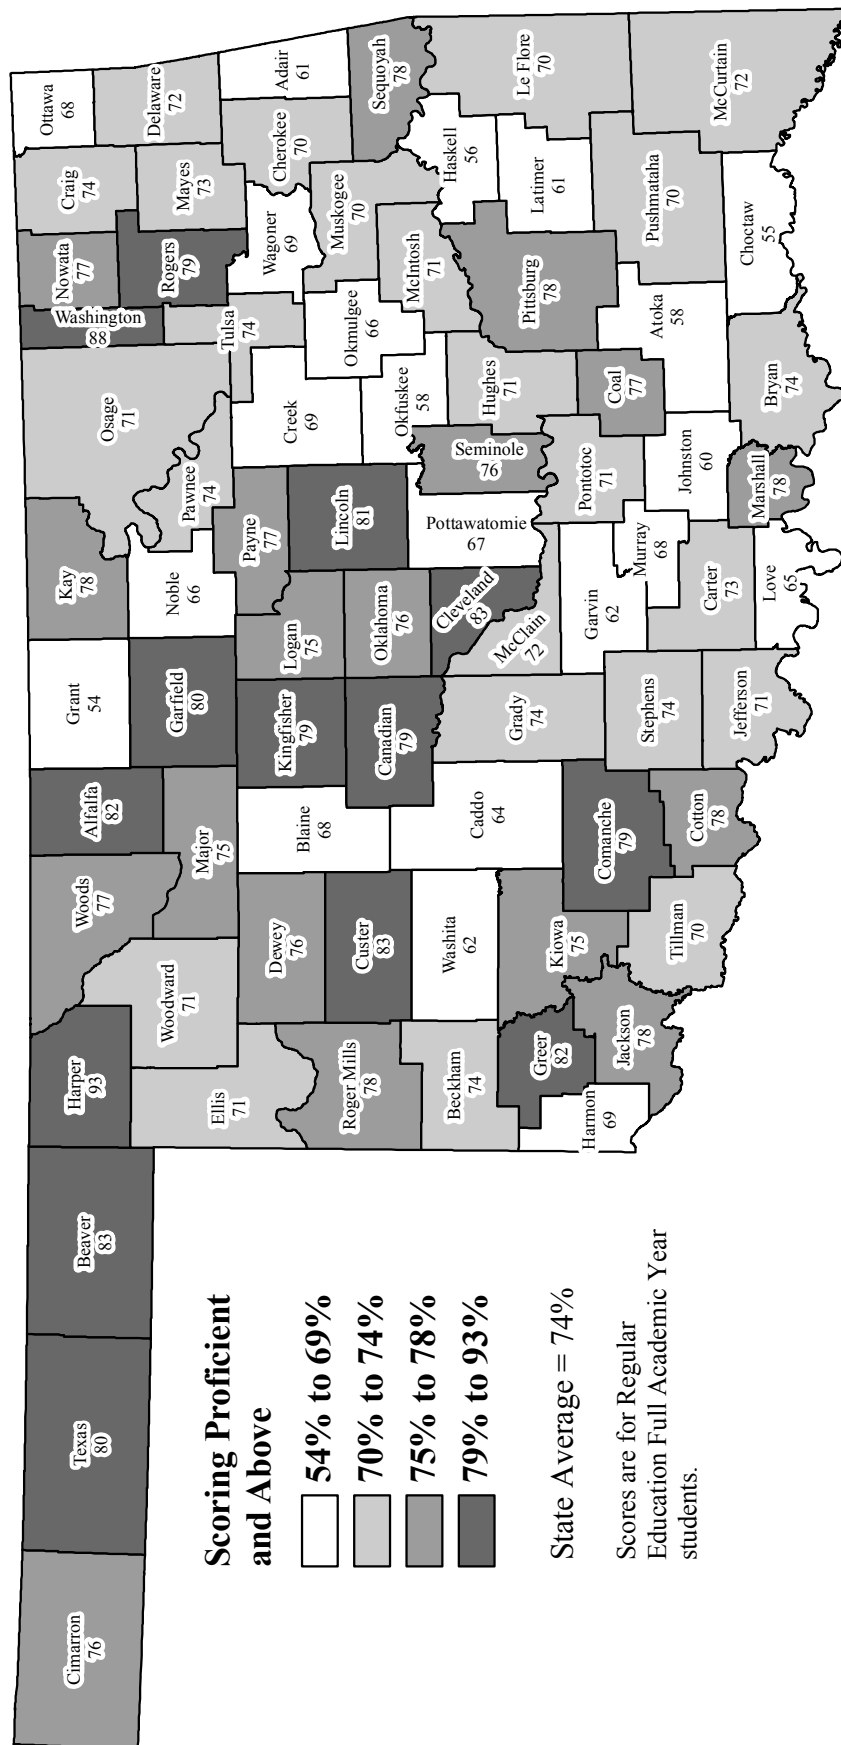 Cimarron
76
Texas
80
Beaver
83
Harper
93
Woods
77
Alfalfa
82
Grant
54
Kay
78
Osage
71
Washington
88
Nowata
77
Craig
74
Ottawa
68
Delaware
72
Mayes
73
Rogers
79
Tulsa
74
Pawnee
74
Noble
66
Garfield
80
Major
75
Woodward
71
Ellis
71
Roger Mills
78
Dewey
76
Custer
83
Blaine
68
Kingfisher
79
Canadian
79
Logan
75
Oklahoma
76
Payne
77
Lincoln
81
Creek
69
Okmulgee
66
Wagoner
69
Cherokee
70
Adair
61
Sequoyah
78
Muskogee
70
McIntosh
71
Okfuskee
58
Seminole
76
Pottawatomie
67
Cleveland
83
McClain
72
Grady
74
Caddo
64
Washita
62
Beckham
74
Harmon
69
Greer
82
Jackson
78
Kiowa
75
Tillman
70
Comanche
79
Cotton
78
Stephens
74
Jefferson
71
Garvin
62
Murray
68
Carter
73
Love
65
Pontotoc
71
Johnston
60
Marshall
78
Hughes
71
Coal
77
Pittsburg
78
Atoka
58
Bryan
74
Haskell
56
Latimer
61
Le Flore
70
Pushmataha
70
McCurtain
72
Choctaw
55
Scoring Proficient
and Above
54% to 69%
70% to 74%
75% to 78%
79% to 93%
State Average = 74%
Scores are for Regular
Education Full Academic Year
students.